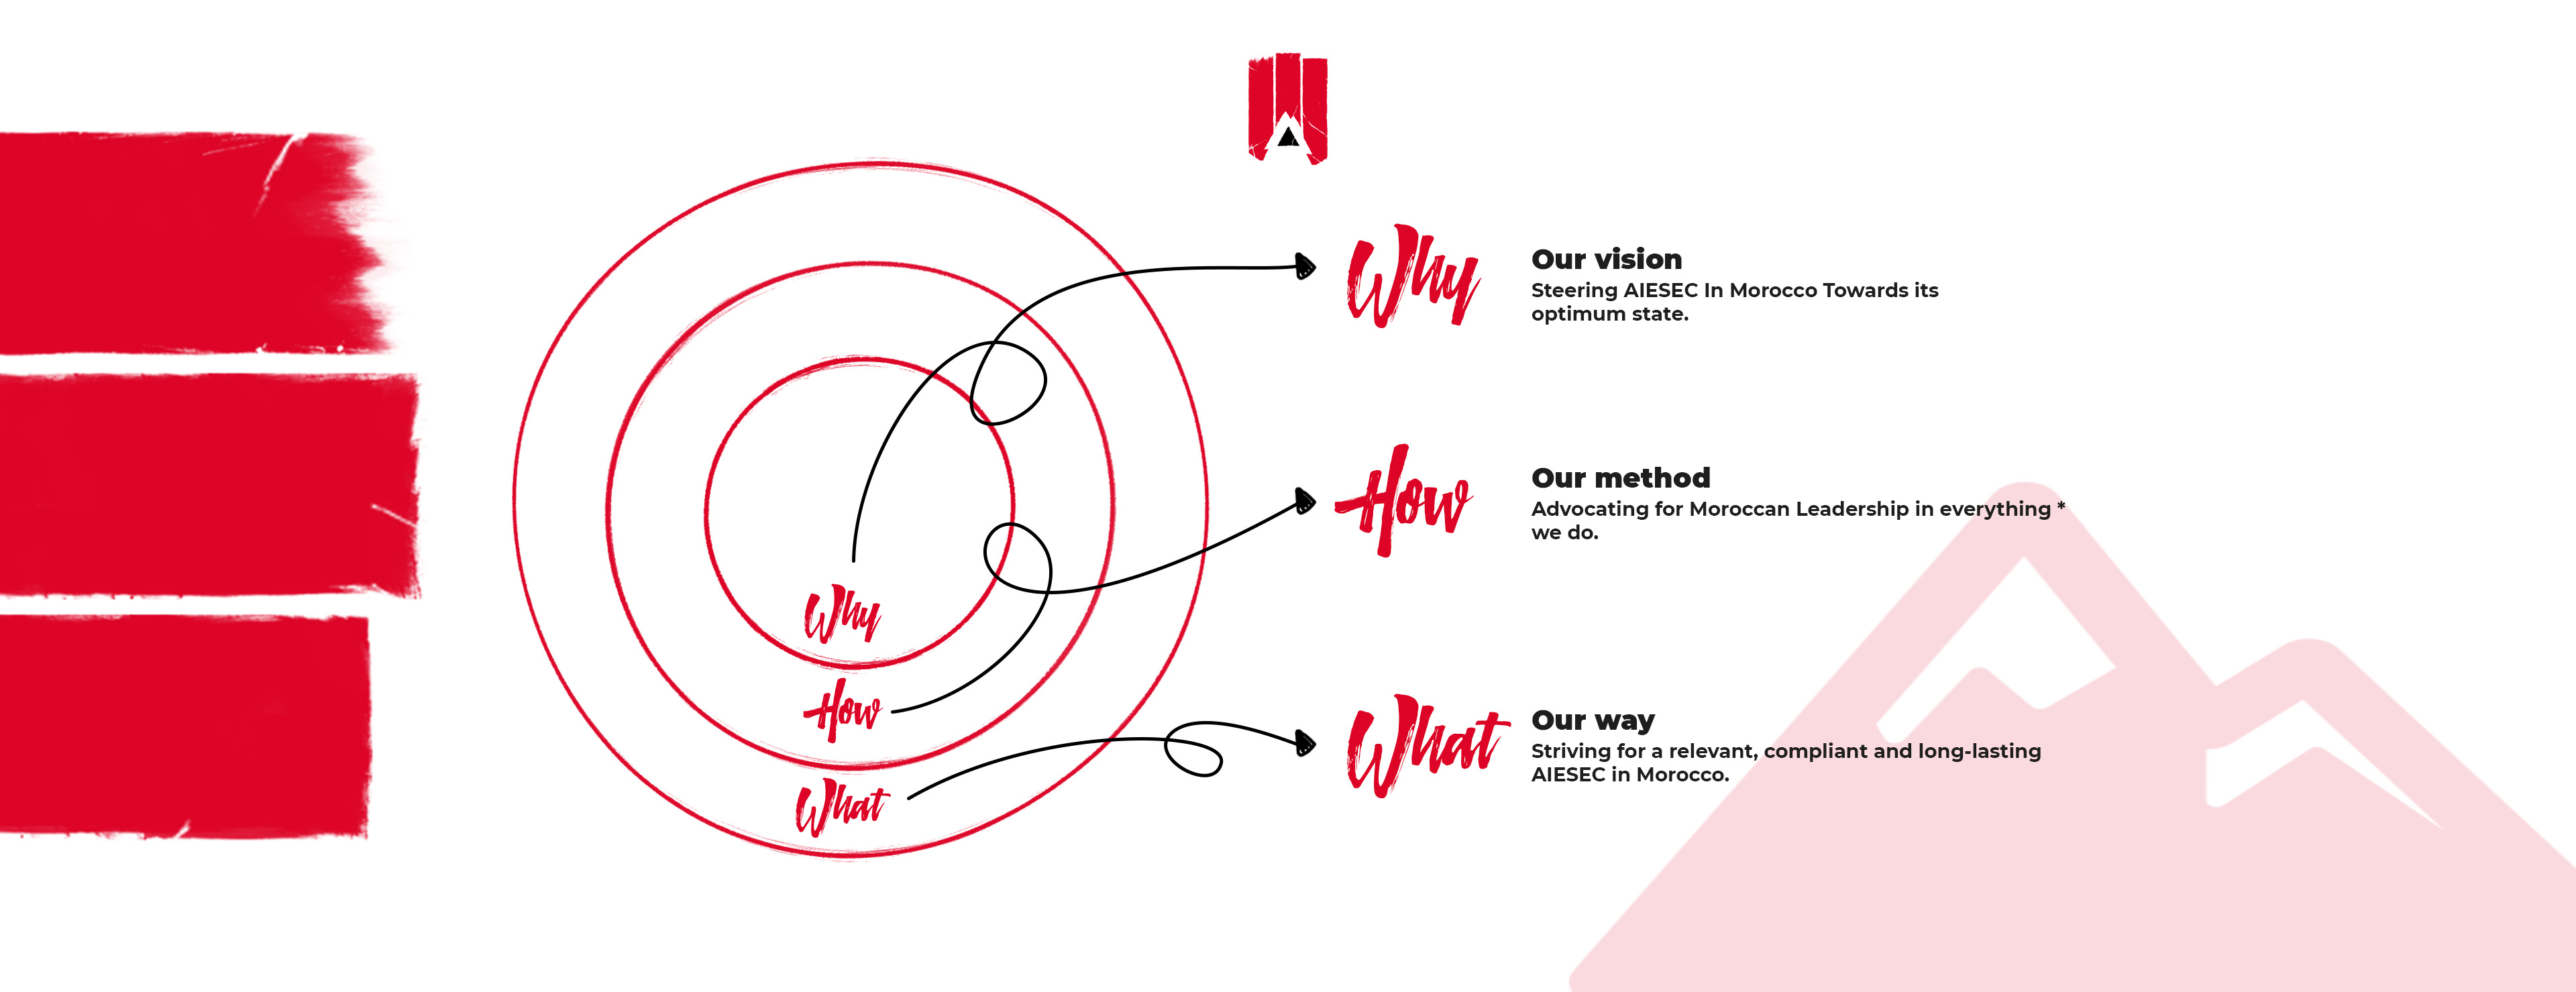 Why
Our vision
Steering AIESEC In Morocco Towards its
optimum state.
How
Our method
Advocating for Moroccan Leadership in everything *
we do.
What
Our way
Striving for a relevant, compliant and long-lasting
AIESEC in Morocco.
Why
How
What